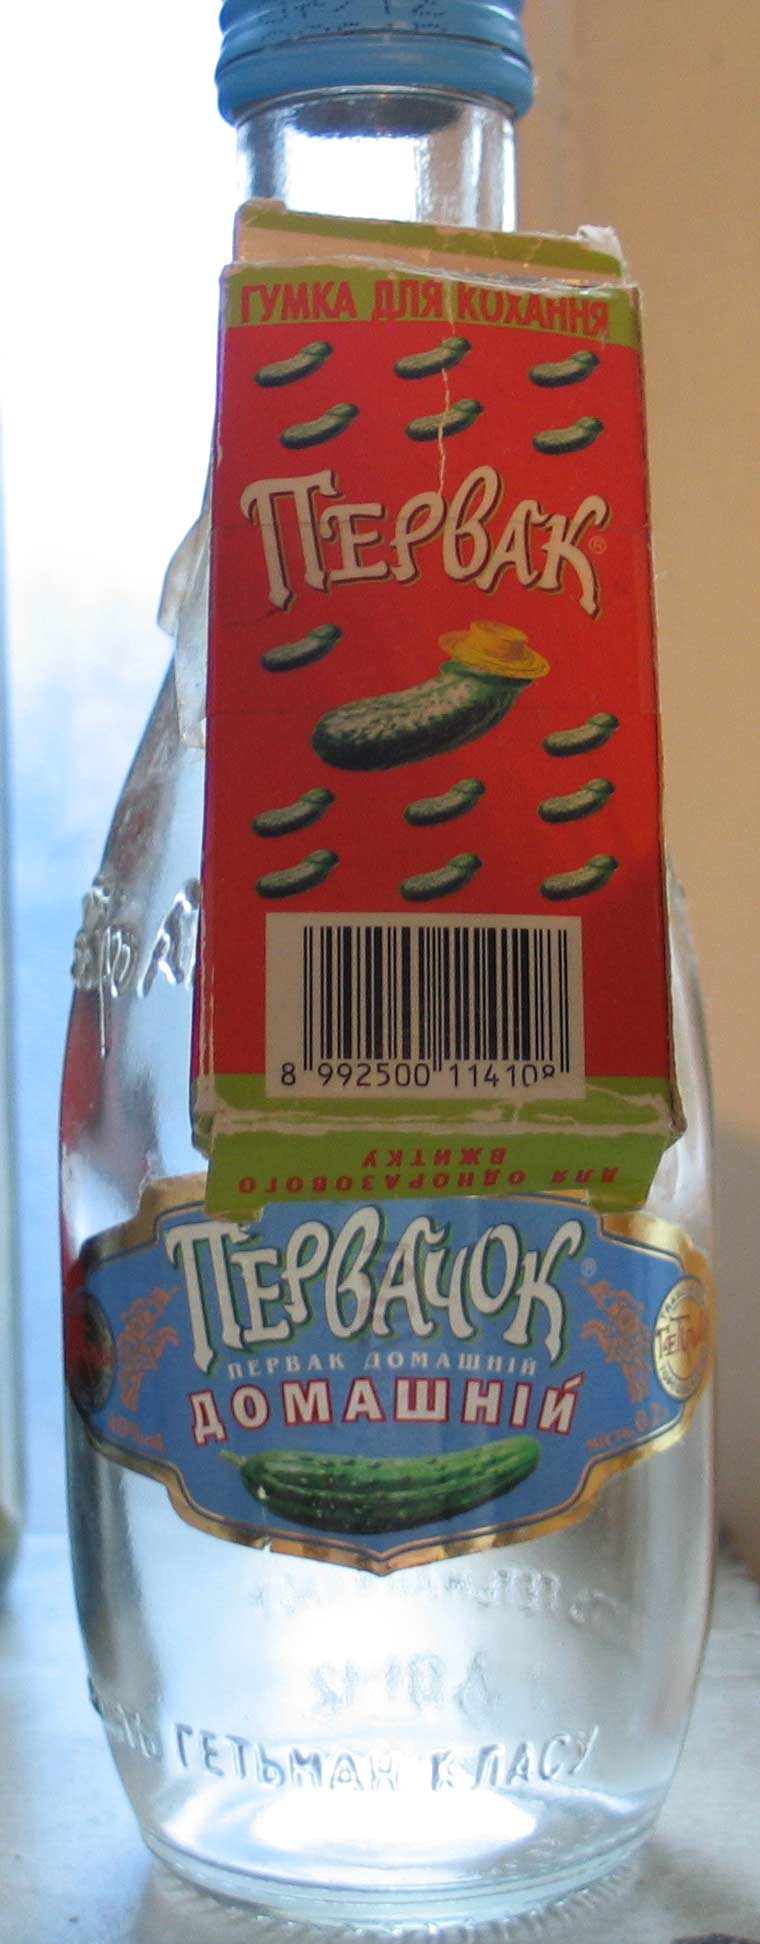 ГУМКА ДЛЯ КОХАННЯ
ПЕРВАК®
8 992500 114108
ДЛЯ ОДНОРАЗОВОГО
ВЖИТКУ
ПЕРВАЧОК®
ПЕРВАК ДОМАШНІЙ
ДОМАШНІЙ
ГЕТЬМАН КЛАСУ